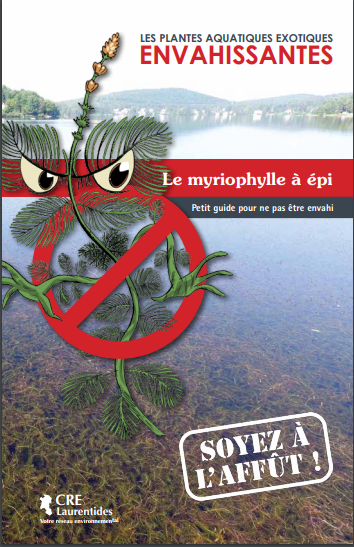 LES PLANTES AQUATIQUES EXOTIQUES
ENVAHISSANTES
Le myriophylle à épi
Petit guide pour ne pas être envahi
SOYEZ À
L'AFFÛT !
CRE
Laurentides
Votre réseau environnemental